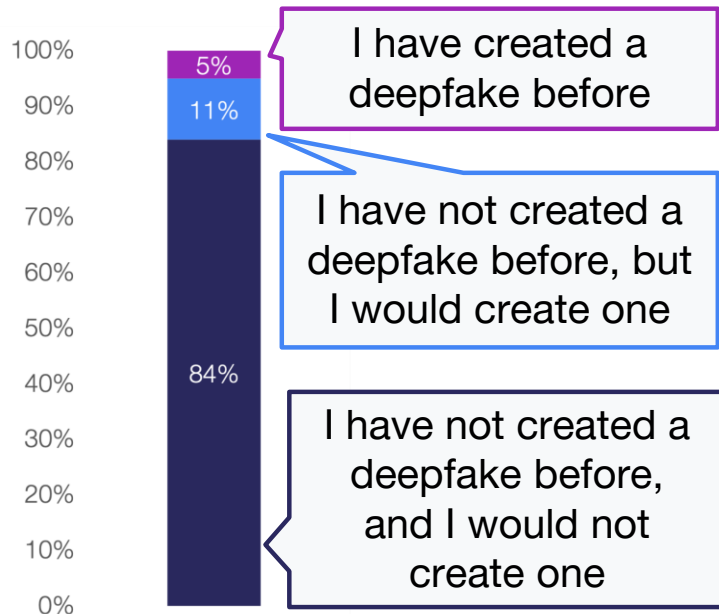 100%
90%
80%
70%
60%
50%
40%
30%
20%
10%
0%
5%
11%
84%
I have created a
deepfake before
I have not created a
deepfake before, but
I would create one
I have not created a
deepfake before,
and I would not
create one